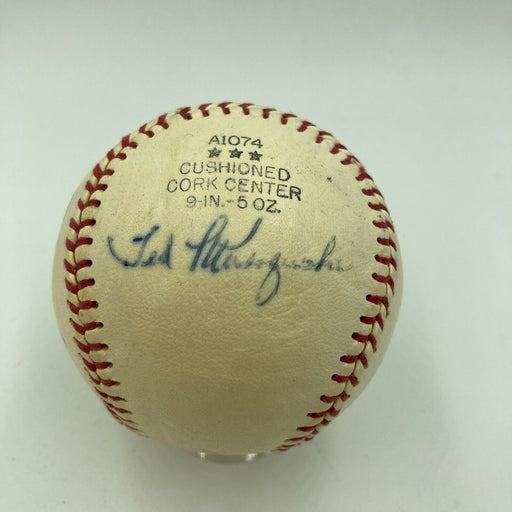 A1074
★★★
CUSHIONED
CORK CENTER
9-IN.-5 OZ.
Ted